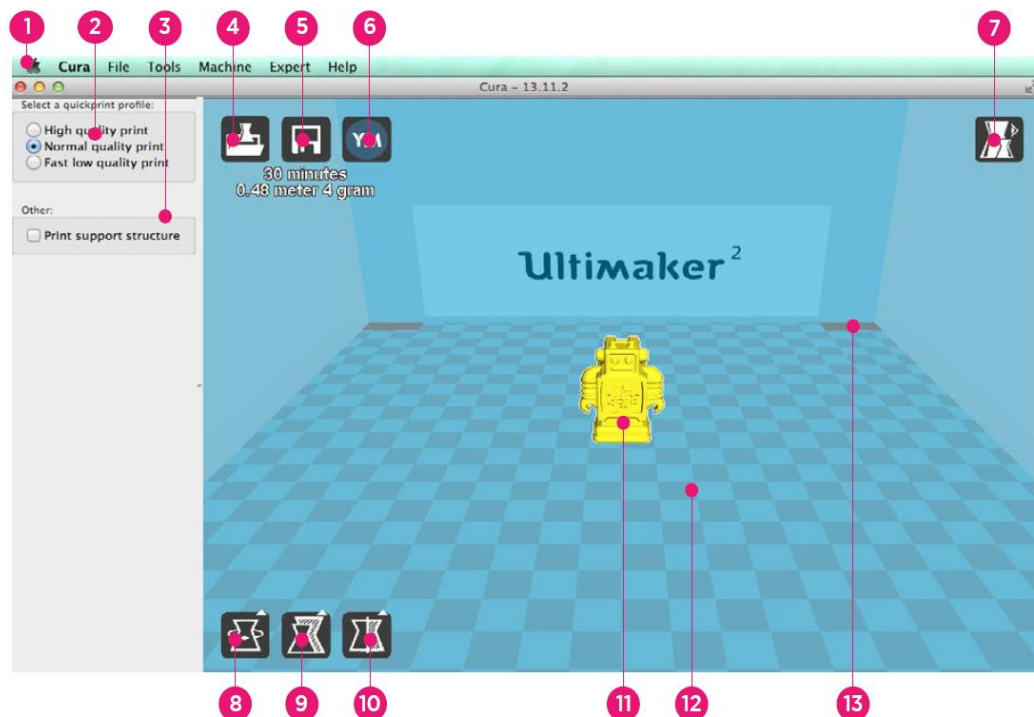 1 2 3 4 5 6 7
Cura File Tools Machine Expert Help
Cura – 13.11.2
Select a quickprint profile:
High quality print
Normal quality print
Fast low quality print
Other:
Print support structure
YM
30 minutes
0.48 meter 4 gram
Ultimaker 2
8 9 10 11 12 13